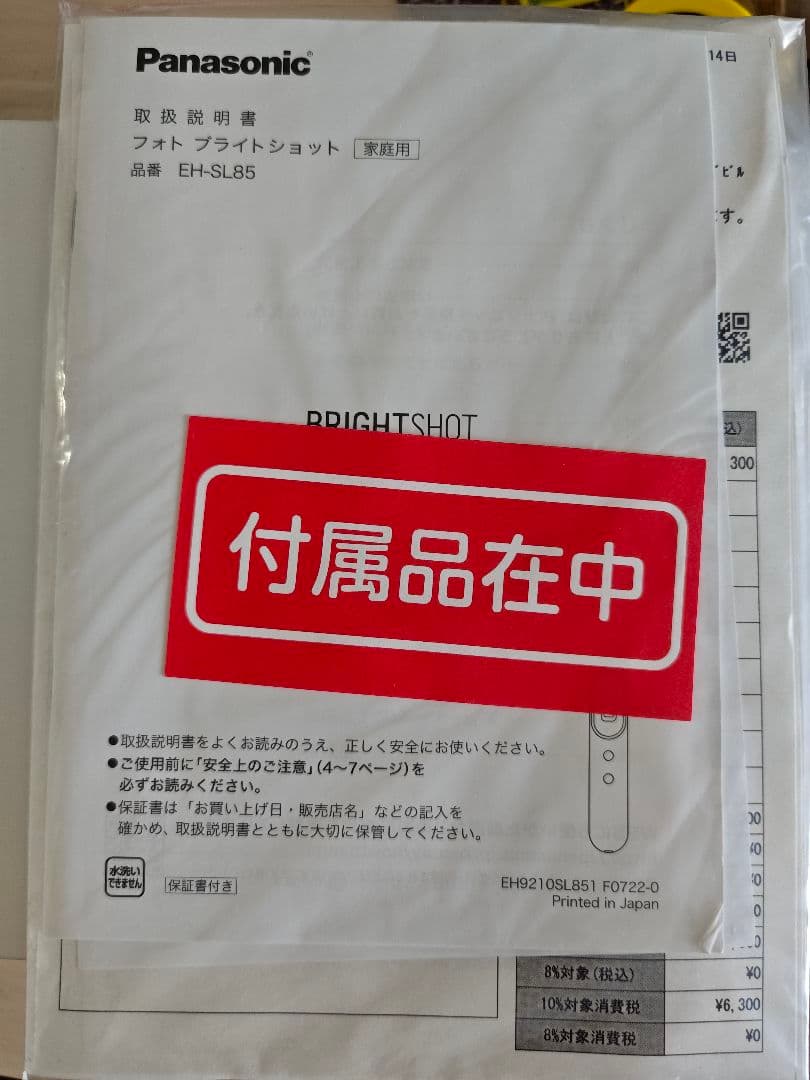 Panasonic®
14日
取扱説明書
フォト ブライトショット 家庭用
品番 EH-SL85
ビル
す。
BRIGHTSHOT
込)
300
付属品在中
●取扱説明書をよくお読みのうえ、正しく安全にお使いください。
●ご使用前に「安全上のご注意」(4〜7ページ)を
必ずお読みください。
●保証書は「お買い上げ日・販売店名」などの記入を
確かめ、取扱説明書とともに大切に保管してください。
水洗い
できません
保証書付き
EH9210SL851 F0722-0
Printed in Japan
8%対象(税込) ¥0
10%対象消費税 ¥6,300
8%対象消費税 ¥0